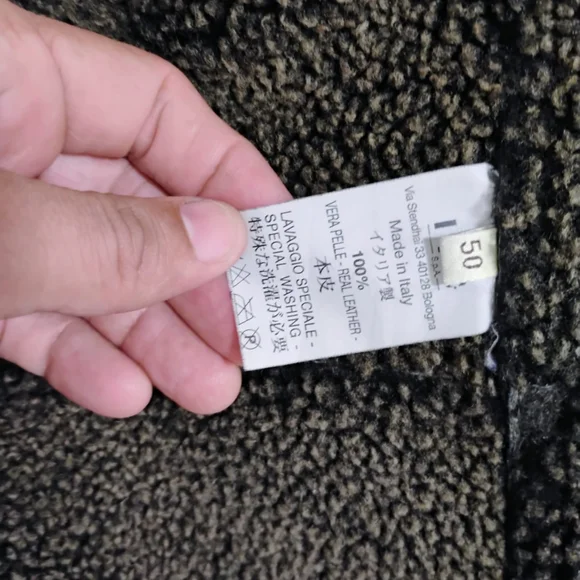 50
Via Stendhal 33 40128 Bologna
Made in Italy
イタリア製
100%
VERA PELLE - REAL LEATHER -
本皮
LAVAGGIO SPECIALE -
SPECIAL WASHING -
特殊な洗濯が必要
P